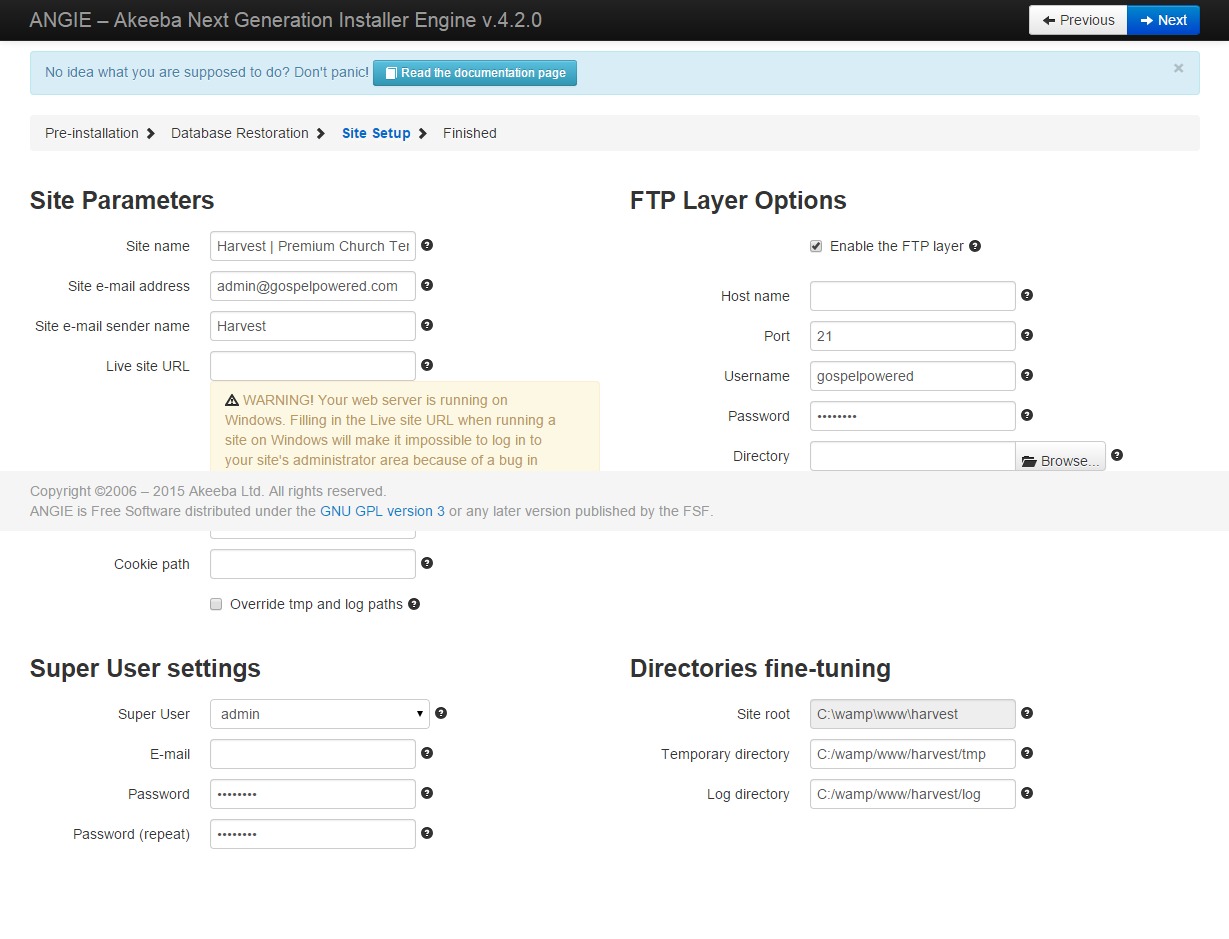 ANGIE – Akeeba Next Generation Installer Engine v.4.2.0
Previous
Next
No idea what you are supposed to do? Don't panic! Read the documentation page
×
Pre-installation
Database Restoration
Site Setup
Finished
Site Parameters
Site name
Harvest | Premium Church Ter
Site e-mail address
admin@gospelpowered.com
Site e-mail sender name
Harvest
Live site URL
WARNING! Your web server is running on
Windows. Filling in the Live site URL when running a
site on Windows will make it impossible to log in to
your site's administrator area because of a bug in
FTP Layer Options
Enable the FTP layer
Host name
Port
21
Username
gospelpowered
Password
••••••••
Directory
Browse...
Copyright ©2006 – 2015 Akeeba Ltd. All rights reserved.
ANGIE is Free Software distributed under the GNU GPL version 3 or any later version published by the FSF.
Cookie path
Override tmp and log paths
Super User settings
Super User
admin
E-mail
Password
••••••••
Password (repeat)
••••••••
Directories fine-tuning
Site root
C:\wamp\www\harvest
Temporary directory
C:/wamp/www/harvest/tmp
Log directory
C:/wamp/www/harvest/log